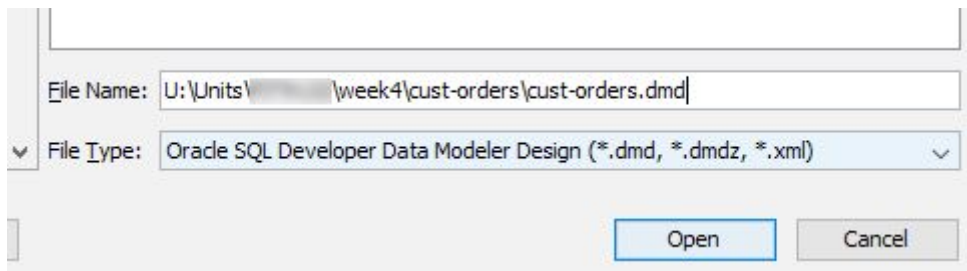 File Name: U:\Units\ \week4\cust-orders\cust-orders.dmd
File Type: Oracle SQL Developer Data Modeler Design (*.dmd, *.dmdz, *.xml)
Open Cancel